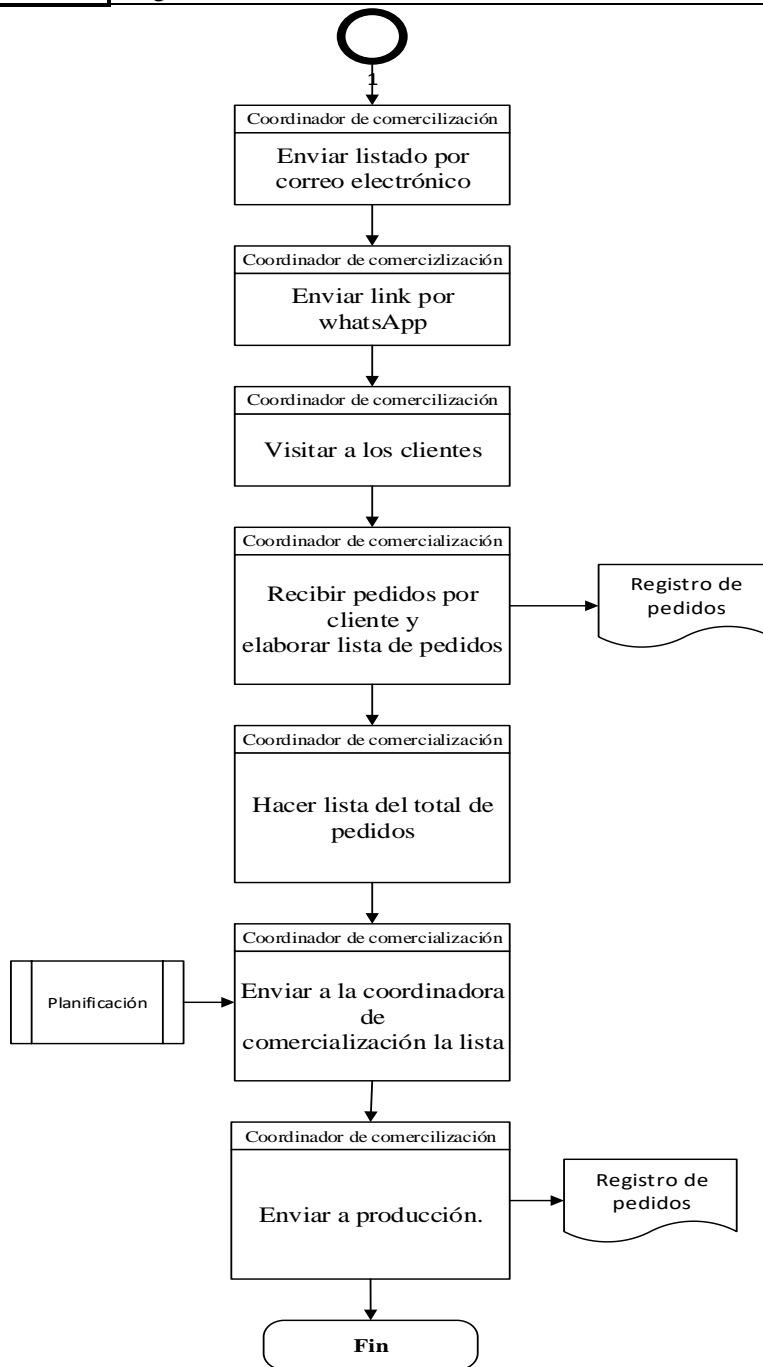 1
Coordinador de comercilización
Enviar listado por
correo electrónico
Coordinador de comercizlización
Enviar link por
whatsApp
Coordinador de comercilización
Visitar a los clientes
Coordinador de comercialización
Recibir pedidos por
cliente y
elaborar lista de pedidos
Registro de
pedidos
Coordinador de comercialización
Hacer lista del total de
pedidos
Coordinador de comercialización
Planificación
Enviar a la coordinadora
de
comercialización la lista
Coordinador de comercilización
Enviar a producción.
Registro de
pedidos
Fin